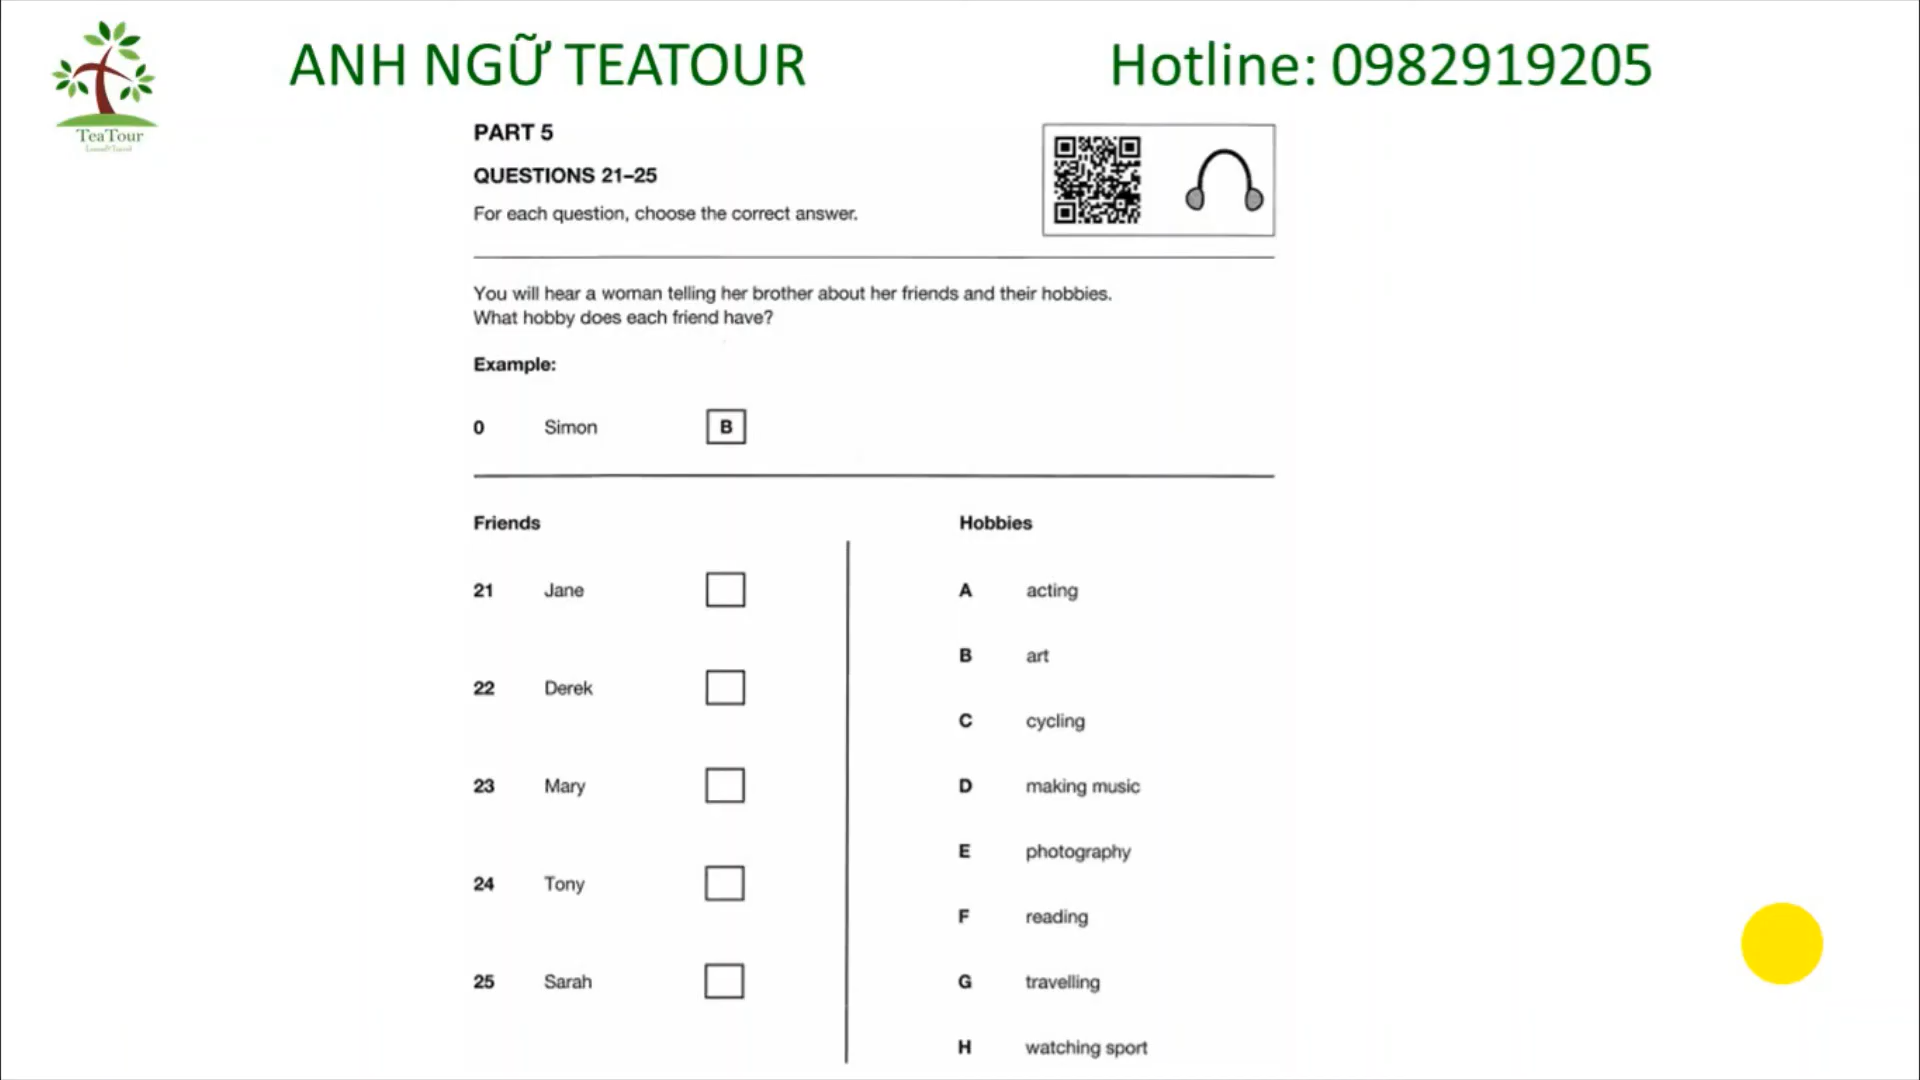 ANH NGỮ TEATOUR
Hotline: 0982919205
TeaTour
PART 5
QUESTIONS 21–25
For each question, choose the correct answer.
You will hear a woman telling her brother about her friends and their hobbies.
What hobby does each friend have?
Example:
0 Simon B
Friends
21 Jane
22 Derek
23 Mary
24 Tony
25 Sarah
Hobbies
A acting
B art
C cycling
D making music
E photography
F reading
G travelling
H watching sport